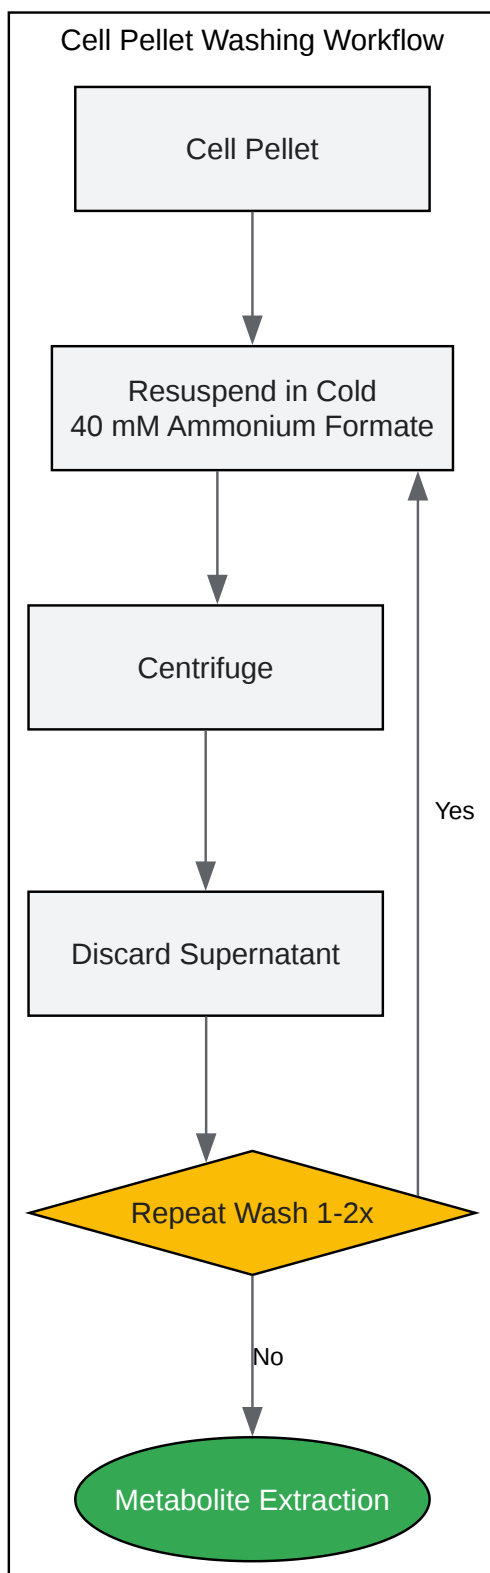 Cell Pellet Washing Workflow
Cell Pellet
Resuspend in Cold
40 mM Ammonium Formate
Centrifuge
Yes
Discard Supernatant
Repeat Wash 1-2x
No
Metabolite Extraction